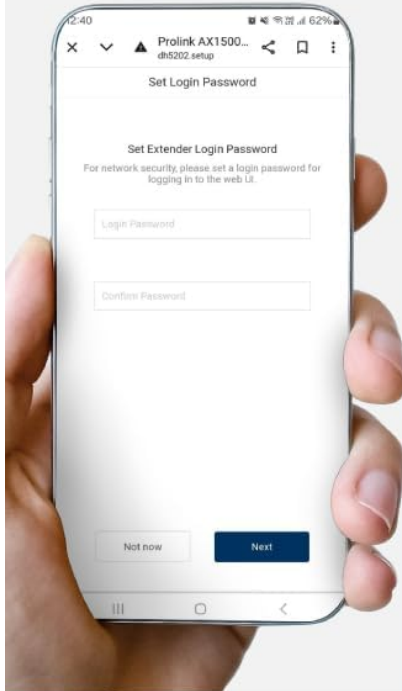 12:40 62%
Prolink AX1500...
dh5202.setup
Set Login Password
Set Extender Login Password
For network security, please set a login password for
logging in to the web UI.
Login Password
Confirm Password
Not now Next